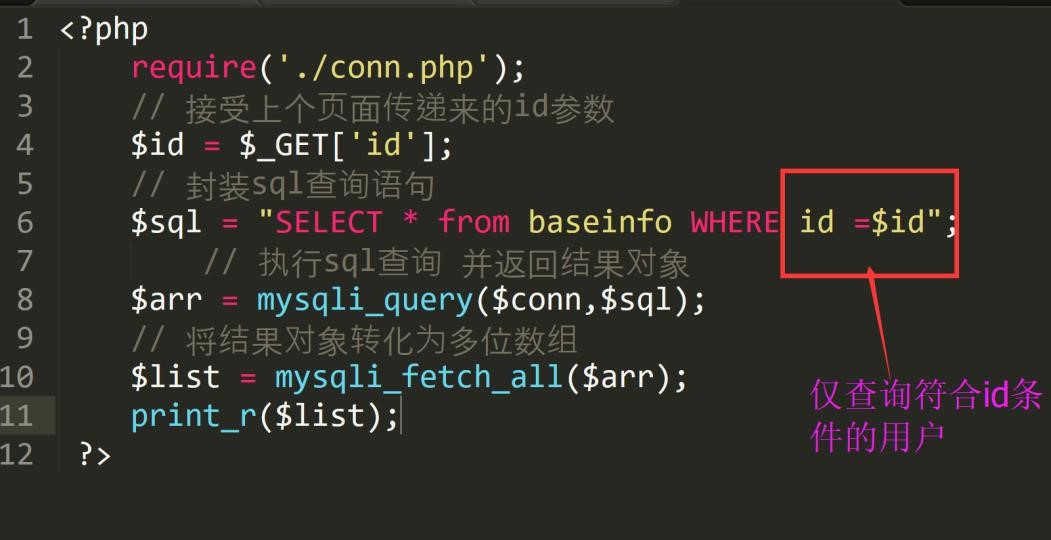 1 <?php
2 require('./conn.php');
3 // 接受上个页面传递来的id参数
4 $id = $_GET['id'];
5 // 封装sql查询语句
6 $sql = "SELECT * from baseinfo WHERE id =$id";
7 // 执行sql查询 并返回结果对象
8 $arr = mysqli_query($conn,$sql);
9 // 将结果对象转化为多位数组
10 $list = mysqli_fetch_all($arr);
11 print_r($list);
12 ?>
仅查询符合id条
件的用户